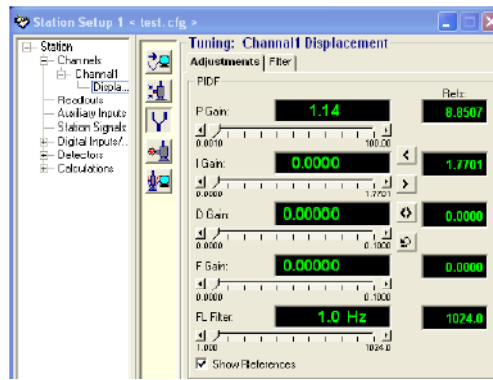 Station Setup 1 < test.cfg >
Station
Channels
Channel1
Displa...
Readouts
Auxiliary Inputs
Station Signals
Digital Inputs/...
Detectors
Calculations
Tuning: Channel1 Displacement
Adjustments Filter
PIDF
Refs:
P Gain: 1.14 8.8507
0.0010 100.00
I Gain: 0.0000 1.7701
0.0000 1.7701
D Gain: 0.00000 0.0000
0.0000 0.1000
F Gain: 0.00000 0.0000
0.0000 0.1000
FL Filter: 1.0 Hz 1024.0
1.000 1024.0
Show References